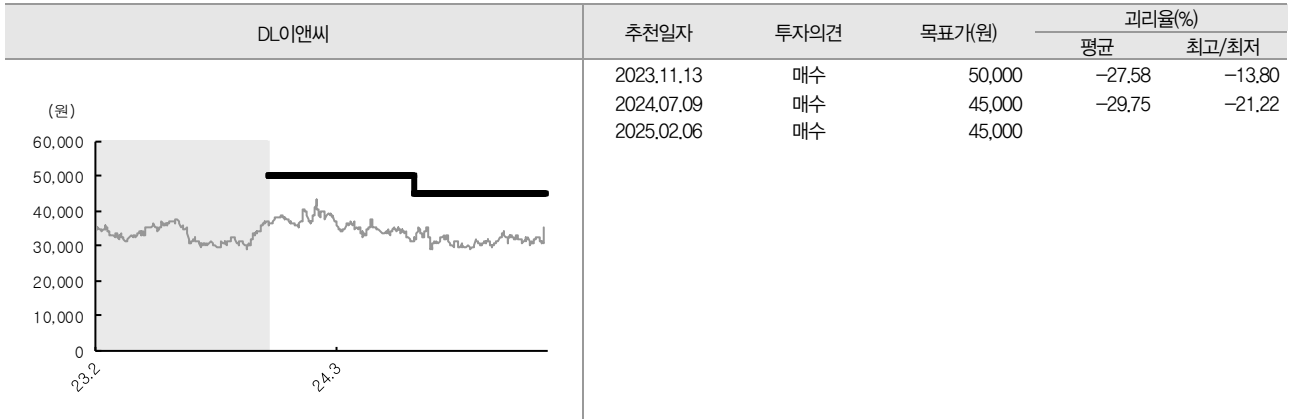 DL이앤씨
추천일자 투자의견 목표가(원) 괴리율(%)
평균 최고/최저
2023.11.13 매수 50,000 -27.58 -13.80
2024.07.09 매수 45,000 -29.75 -21.22
2025.02.06 매수 45,000
(원)
60,000
50,000
40,000
30,000
20,000
10,000
0
23.2 24.3